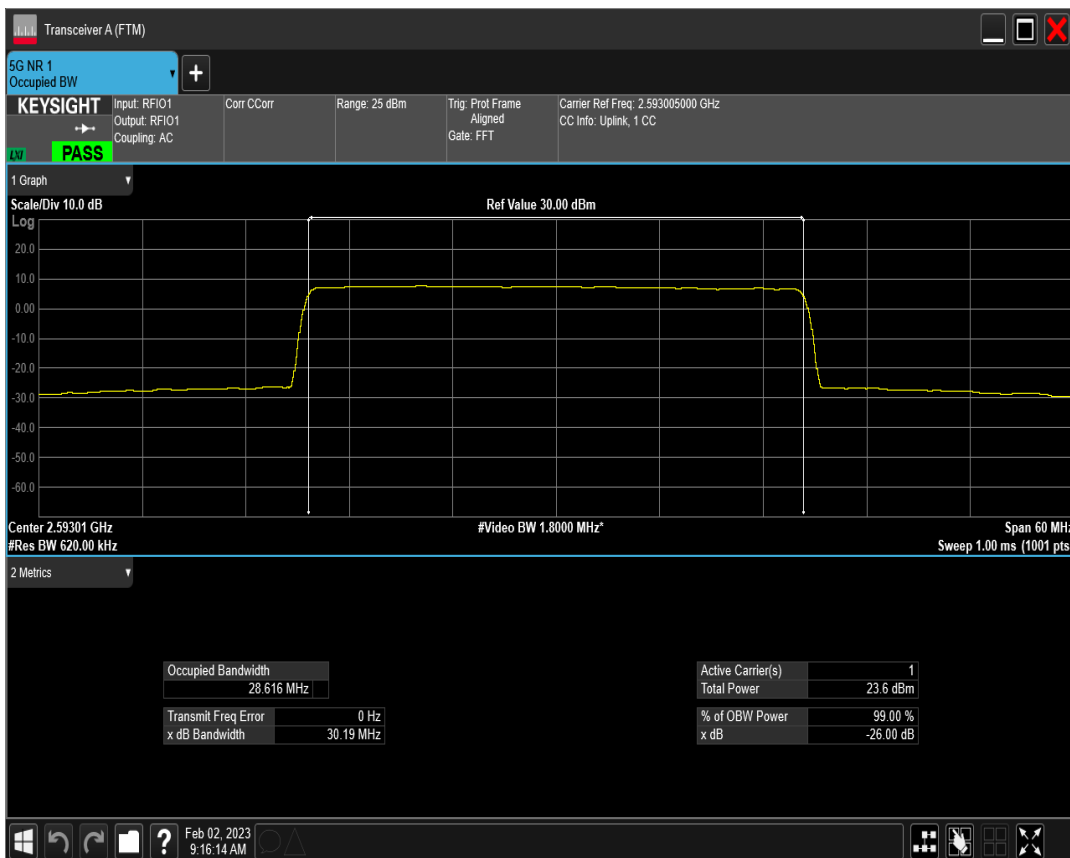 Transceiver A (FTM)
5G NR 1
Occupied BW
+
KEYSIGHT
LXI
PASS
Input: RFIO1
Output: RFIO1
Coupling: AC
Corr CCorr
Range: 25 dBm
Trig: Prot Frame
Aligned
Gate: FFT
Carrier Ref Freq: 2.593005000 GHz
CC Info: Uplink, 1 CC
1 Graph
Scale/Div 10.0 dB
Ref Value 30.00 dBm
Log
20.0
10.0
0.00
-10.0
-20.0
-30.0
-40.0
-50.0
-60.0
Center 2.59301 GHz
#Video BW 1.8000 MHz*
Span 60 MHz
#Res BW 620.00 kHz
Sweep 1.00 ms (1001 pts
2 Metrics
Occupied Bandwidth
28.616 MHz
Transmit Freq Error 0 Hz
x dB Bandwidth 30.19 MHz
Active Carrier(s) 1
Total Power 23.6 dBm
% of OBW Power 99.00 %
x dB -26.00 dB
?
Feb 02, 2023
9:16:14 AM